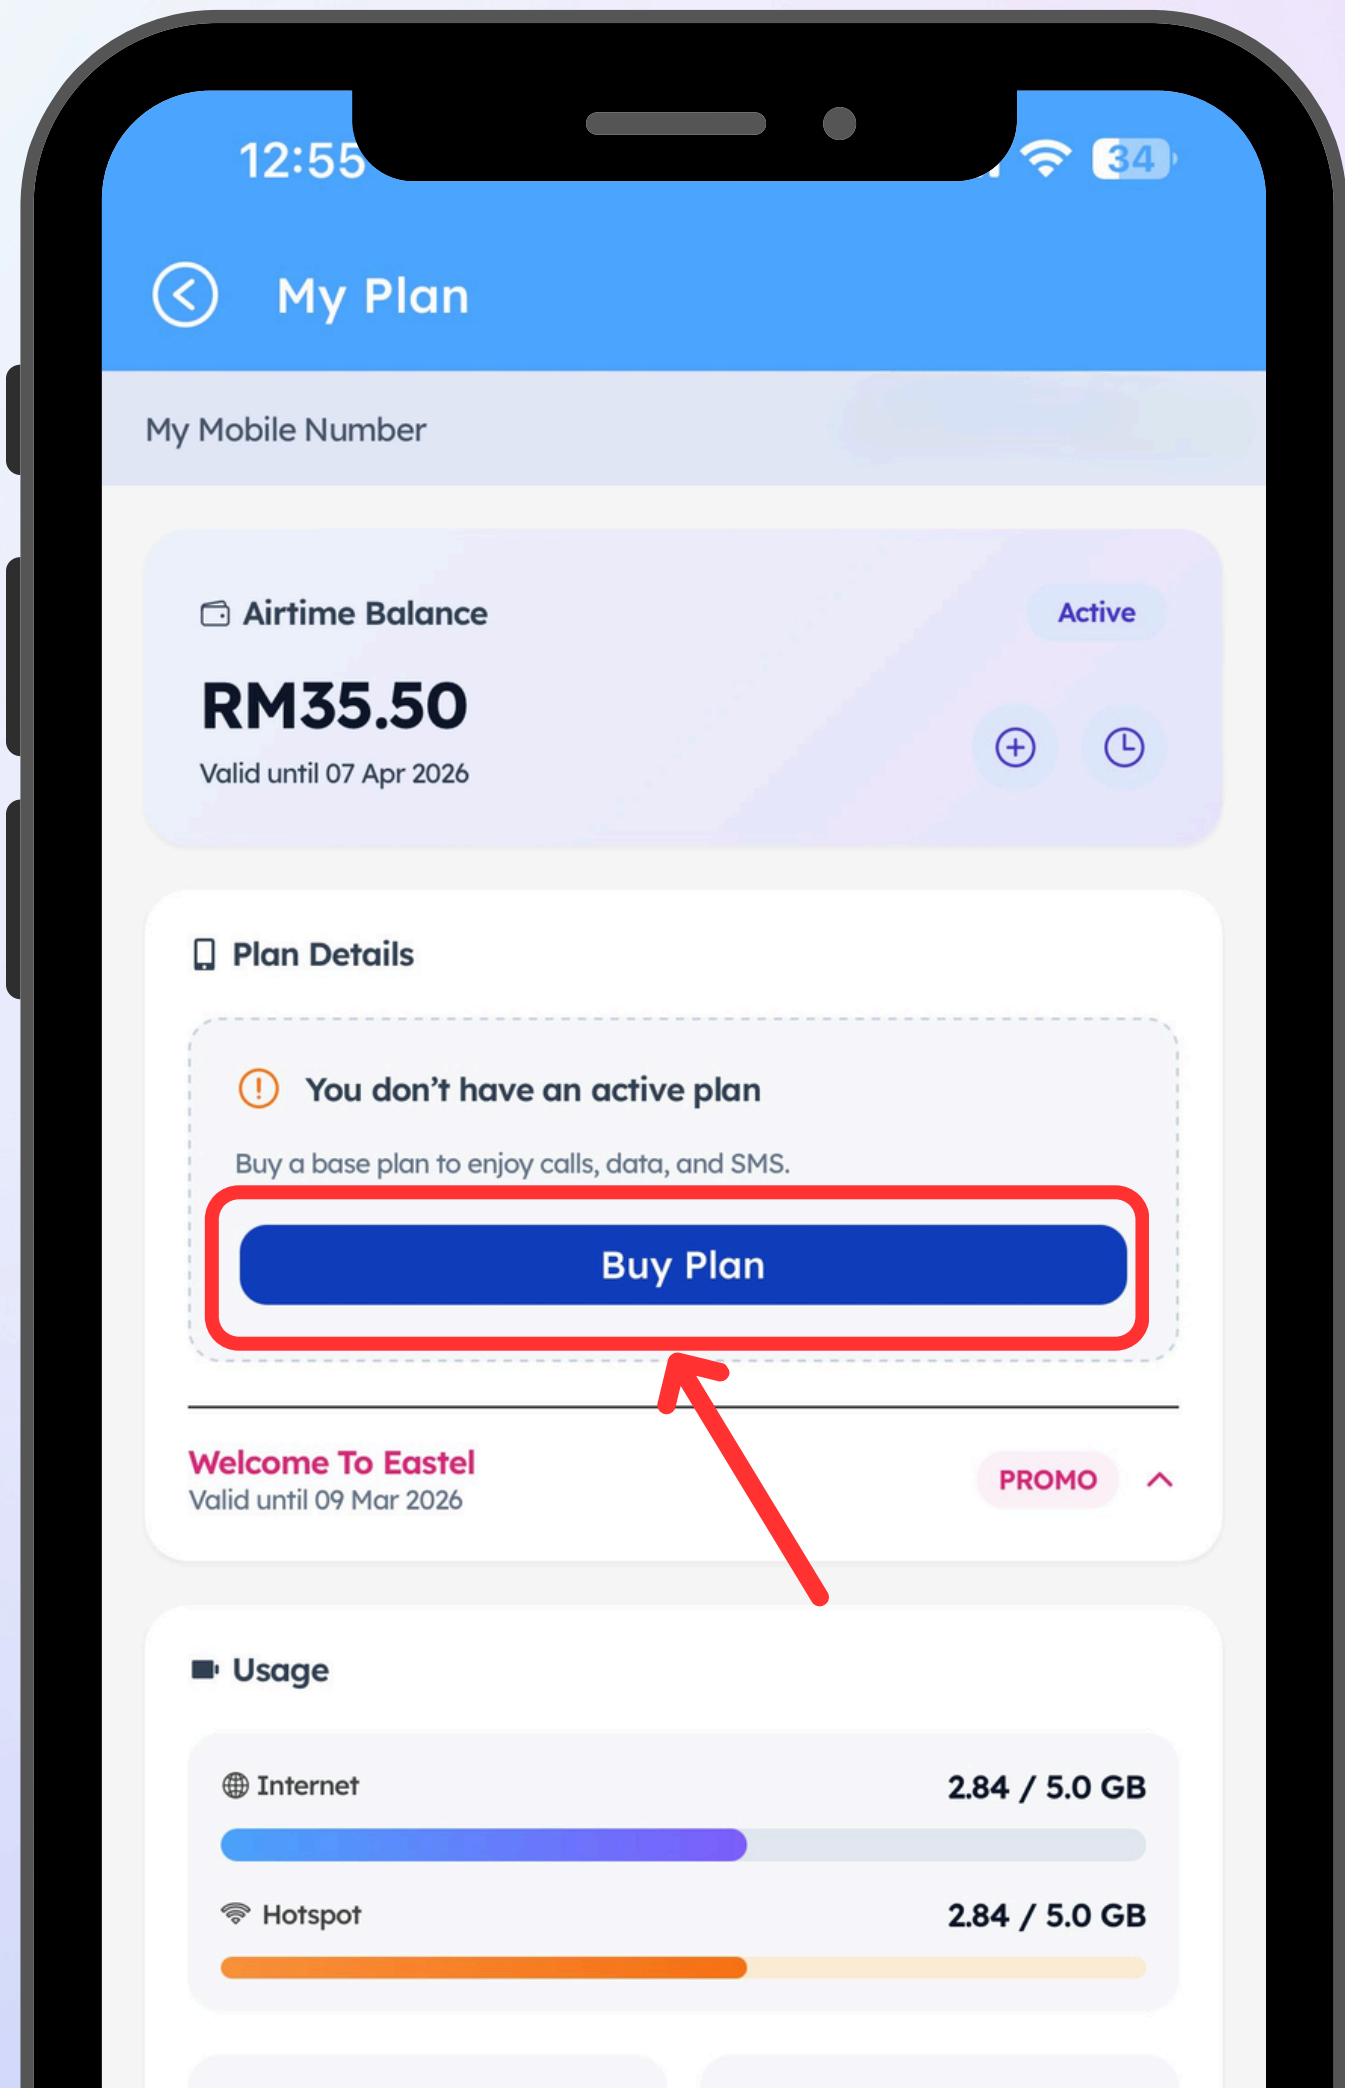 12:55
34
My Plan
My Mobile Number
Airtime Balance
Active
RM35.50
Valid until 07 Apr 2026
Plan Details
You don't have an active plan
Buy a base plan to enjoy calls, data, and SMS.
Buy Plan
Welcome To Eastel
PROMO
Valid until 09 Mar 2026
Usage
Internet
2.84 / 5.0 GB
Hotspot
2.84 / 5.0 GB